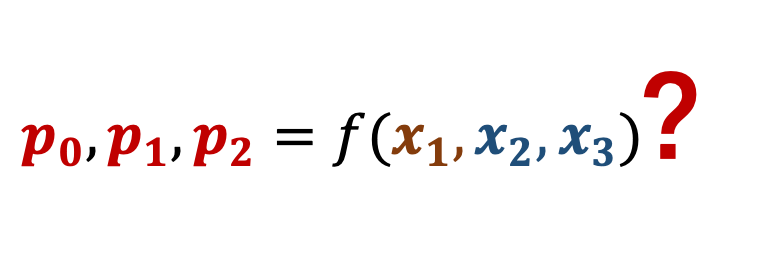 p₀, p₁, p₂ = f(x₁, x₂, x₃)?